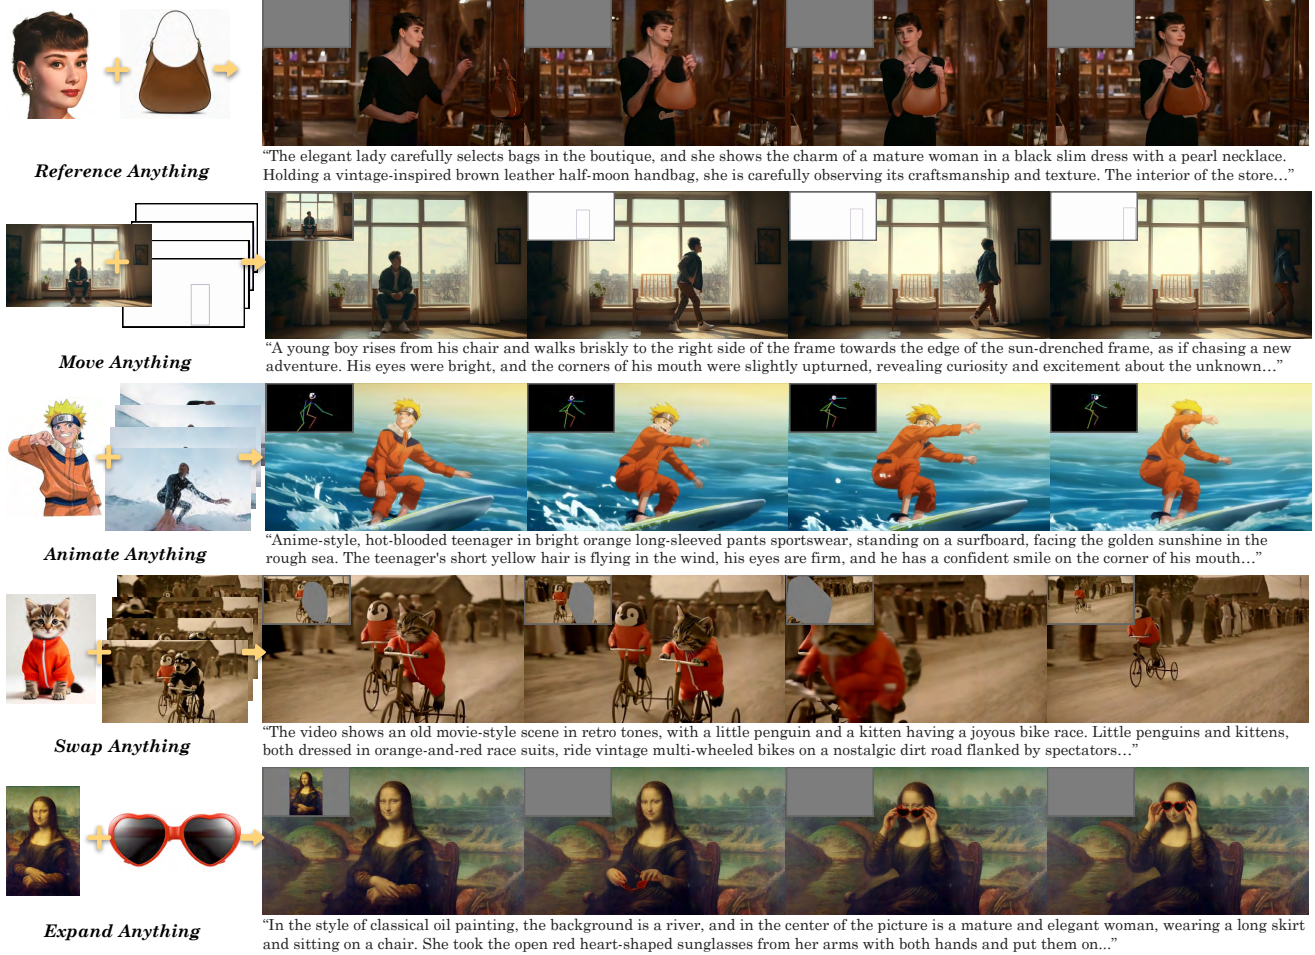 “The elegant lady carefully selects bags in the boutique, and she shows the charm of a mature woman in a black slim dress with a pearl necklace.
Holding a vintage-inspired brown leather half-moon handbag, she is carefully observing its craftsmanship and texture. The interior of the store…”
Reference Anything
“A young boy rises from his chair and walks briskly to the right side of the frame towards the edge of the sun-drenched frame, as if chasing a new
adventure. His eyes were bright, and the corners of his mouth were slightly upturned, revealing curiosity and excitement about the unknown…”
Move Anything
“Anime-style, hot-blooded teenager in bright orange long-sleeved pants sportswear, standing on a surfboard, facing the golden sunshine in the
rough sea. The teenager's short yellow hair is flying in the wind, his eyes are firm, and he has a confident smile on the corner of his mouth…”
Animate Anything
“The video shows an old movie-style scene in retro tones, with a little penguin and a kitten having a joyous bike race. Little penguins and kittens,
both dressed in orange-and-red race suits, ride vintage multi-wheeled bikes on a nostalgic dirt road flanked by spectators…”
Swap Anything
“In the style of classical oil painting, the background is a river, and in the center of the picture is a mature and elegant woman, wearing a long skirt
and sitting on a chair. She took the open red heart-shaped sunglasses from her arms with both hands and put them on...”
Expand Anything